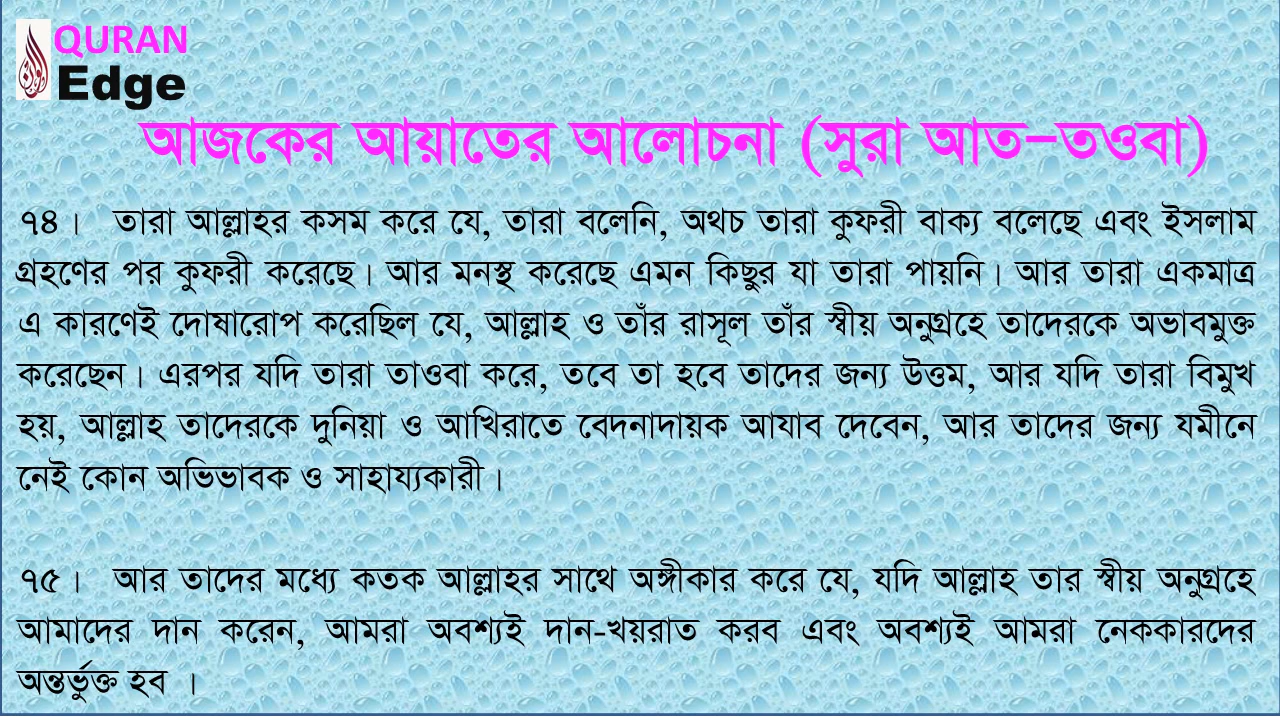 QURAN
Edge
আজকের আয়াতের আলোচনা (সুরা আত–তওবা)
৭৪। তারা আল্লাহর কসম করে যে, তারা বলেনি, অথচ তারা কুফরী বাক্য বলেছে এবং ইসলাম
গ্রহণের পর কুফরী করেছে। আর মনস্থ করেছে এমন কিছুর যা তারা পায়নি। আর তারা একমাত্র
এ কারণেই দোষারোপ করেছিল যে, আল্লাহ ও তাঁর রাসূল তাঁর স্বীয় অনুগ্রহে তাদেরকে অভাবমুক্ত
করেছেন। এরপর যদি তারা তাওবা করে, তবে তা হবে তাদের জন্য উত্তম, আর যদি তারা বিমুখ
হয়, আল্লাহ তাদেরকে দুনিয়া ও আখিরাতে বেদনাদায়ক আযাব দেবেন, আর তাদের জন্য যমীনে
নেই কোন অভিভাবক ও সাহায্যকারী।
৭৫। আর তাদের মধ্যে কতক আল্লাহর সাথে অঙ্গীকার করে যে, যদি আল্লাহ তার স্বীয় অনুগ্রহে
আমাদের দান করেন, আমরা অবশ্যই দান-খয়রাত করব এবং অবশ্যই আমরা নেককারদের
অন্তর্ভুক্ত হব ।